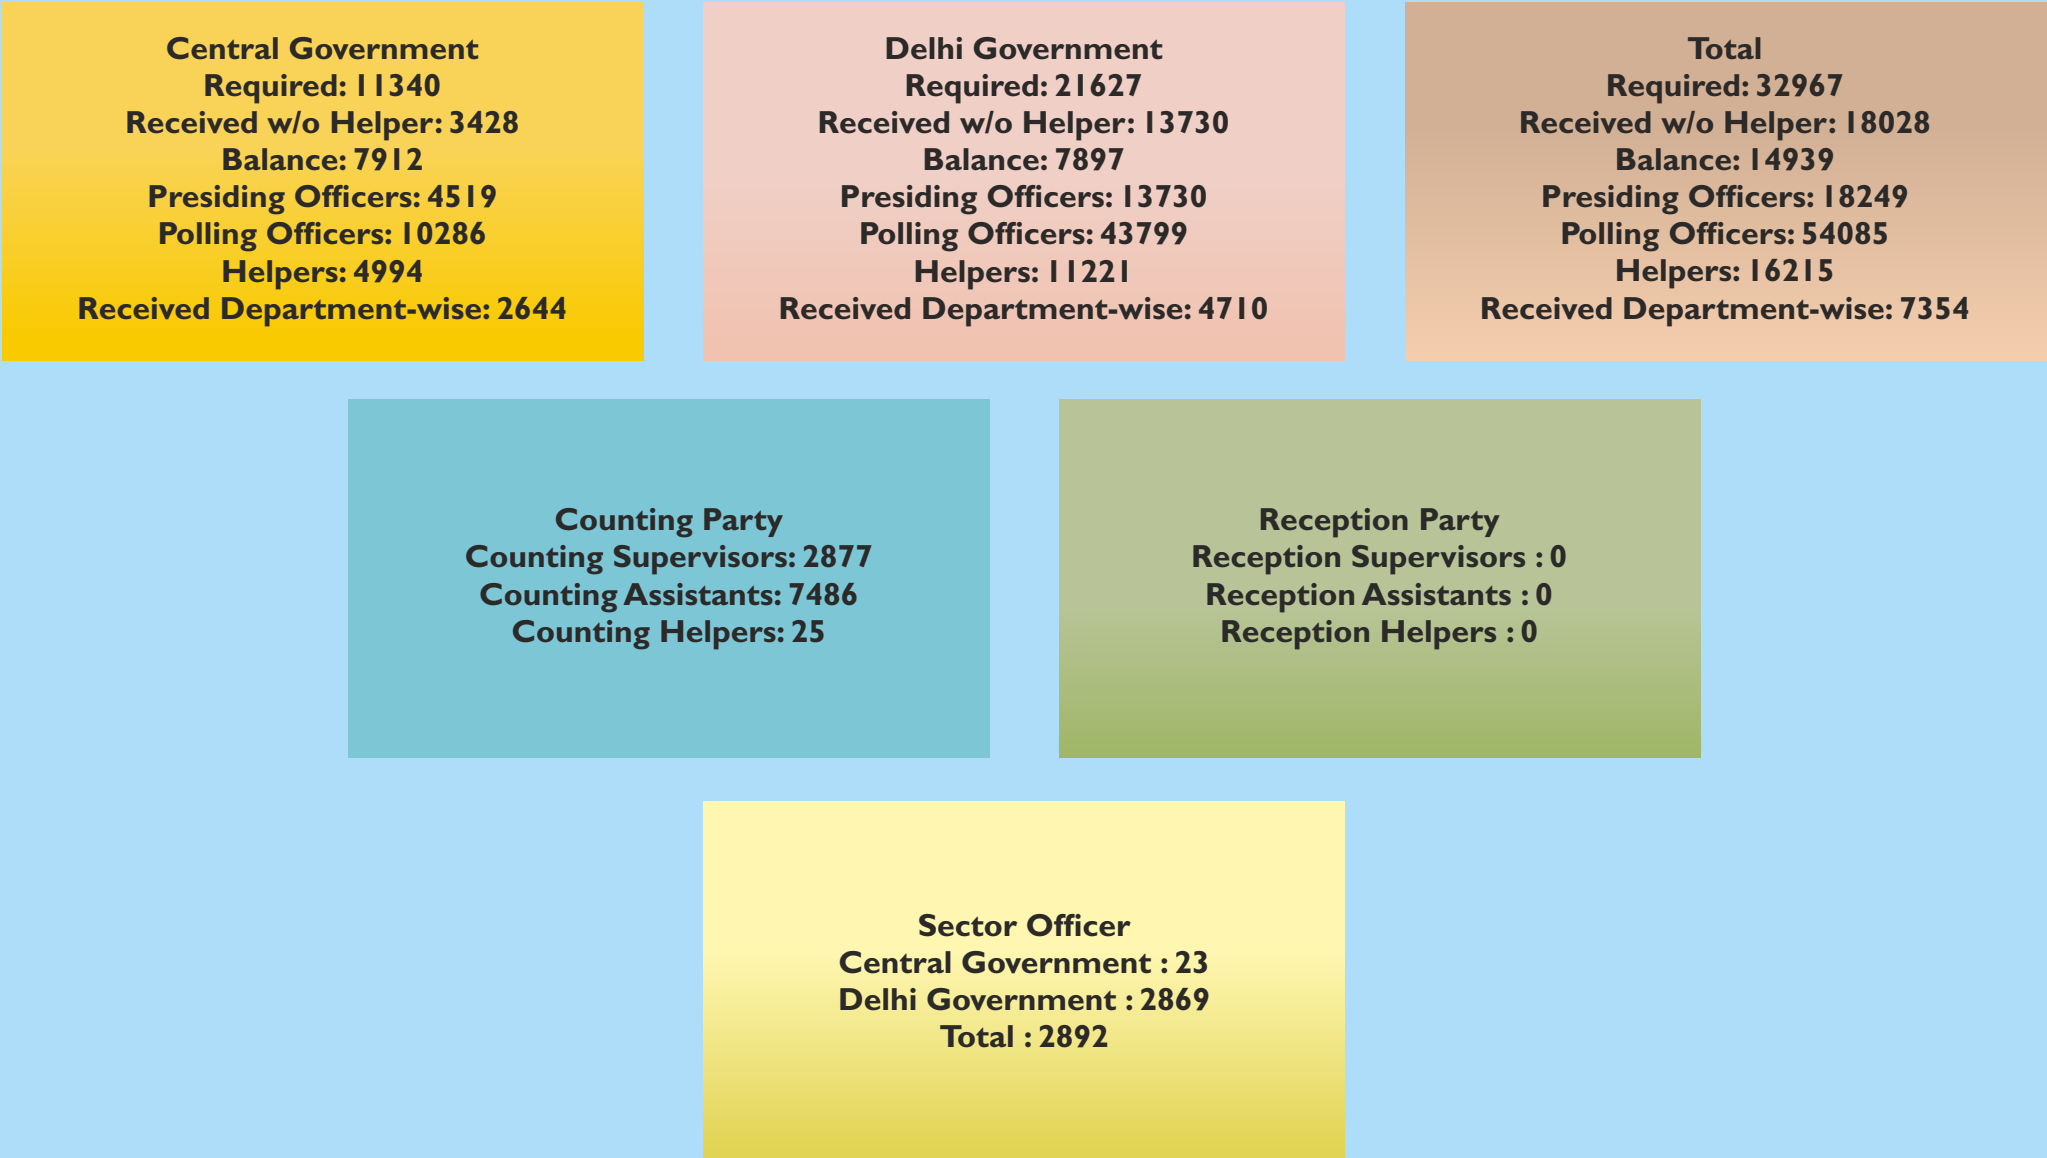 Central Government
Required: 11340
Received w/o Helper: 3428
Balance: 7912
Presiding Officers: 4519
Polling Officers: 10286
Helpers: 4994
Received Department-wise: 2644
Delhi Government
Required: 21627
Received w/o Helper: 13730
Balance: 7897
Presiding Officers: 13730
Polling Officers: 43799
Helpers: 11221
Received Department-wise: 4710
Total
Required: 32967
Received w/o Helper: 18028
Balance: 14939
Presiding Officers: 18249
Polling Officers: 54085
Helpers: 16215
Received Department-wise: 7354
Counting Party
Counting Supervisors: 2877
Counting Assistants: 7486
Counting Helpers: 25
Reception Party
Reception Supervisors : 0
Reception Assistants : 0
Reception Helpers : 0
Sector Officer
Central Government : 23
Delhi Government : 2869
Total : 2892